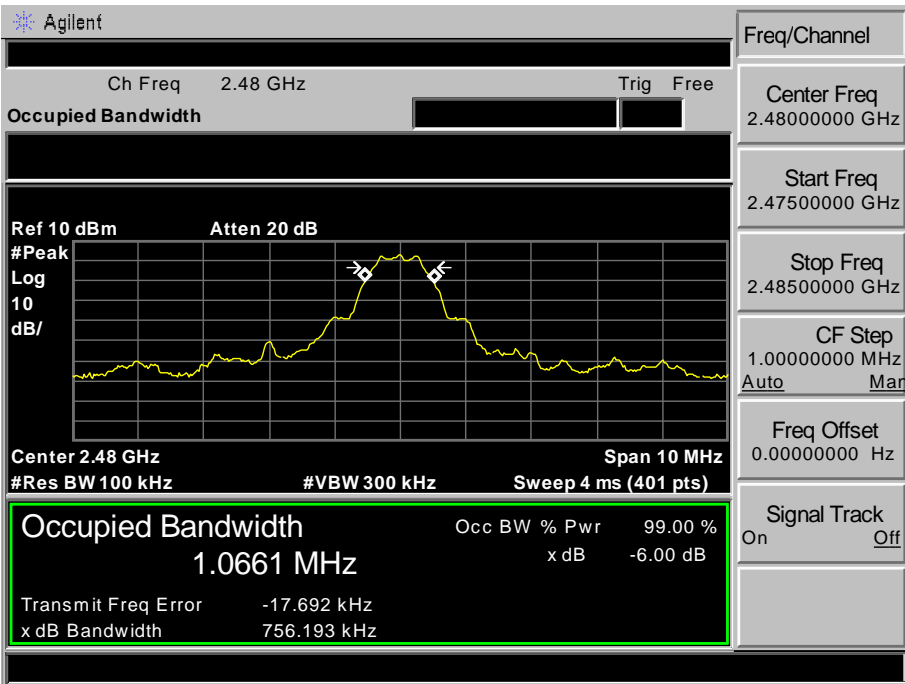 Agilent
Freq/Channel
Ch Freq 2.48 GHz Trig Free
Occupied Bandwidth
Center Freq
2.48000000 GHz
Start Freq
2.47500000 GHz
Ref 10 dBm Atten 20 dB
#Peak
Log
10
dB/
Stop Freq
2.48500000 GHz
CF Step
1.00000000 MHz
Auto Man
Freq Offset
0.00000000 Hz
Center 2.48 GHz Span 10 MHz
#Res BW 100 kHz #VBW 300 kHz Sweep 4 ms (401 pts)
Signal Track
On Off
Occupied Bandwidth
1.0661 MHz
Occ BW % Pwr 99.00 %
x dB -6.00 dB
Transmit Freq Error -17.692 kHz
x dB Bandwidth 756.193 kHz